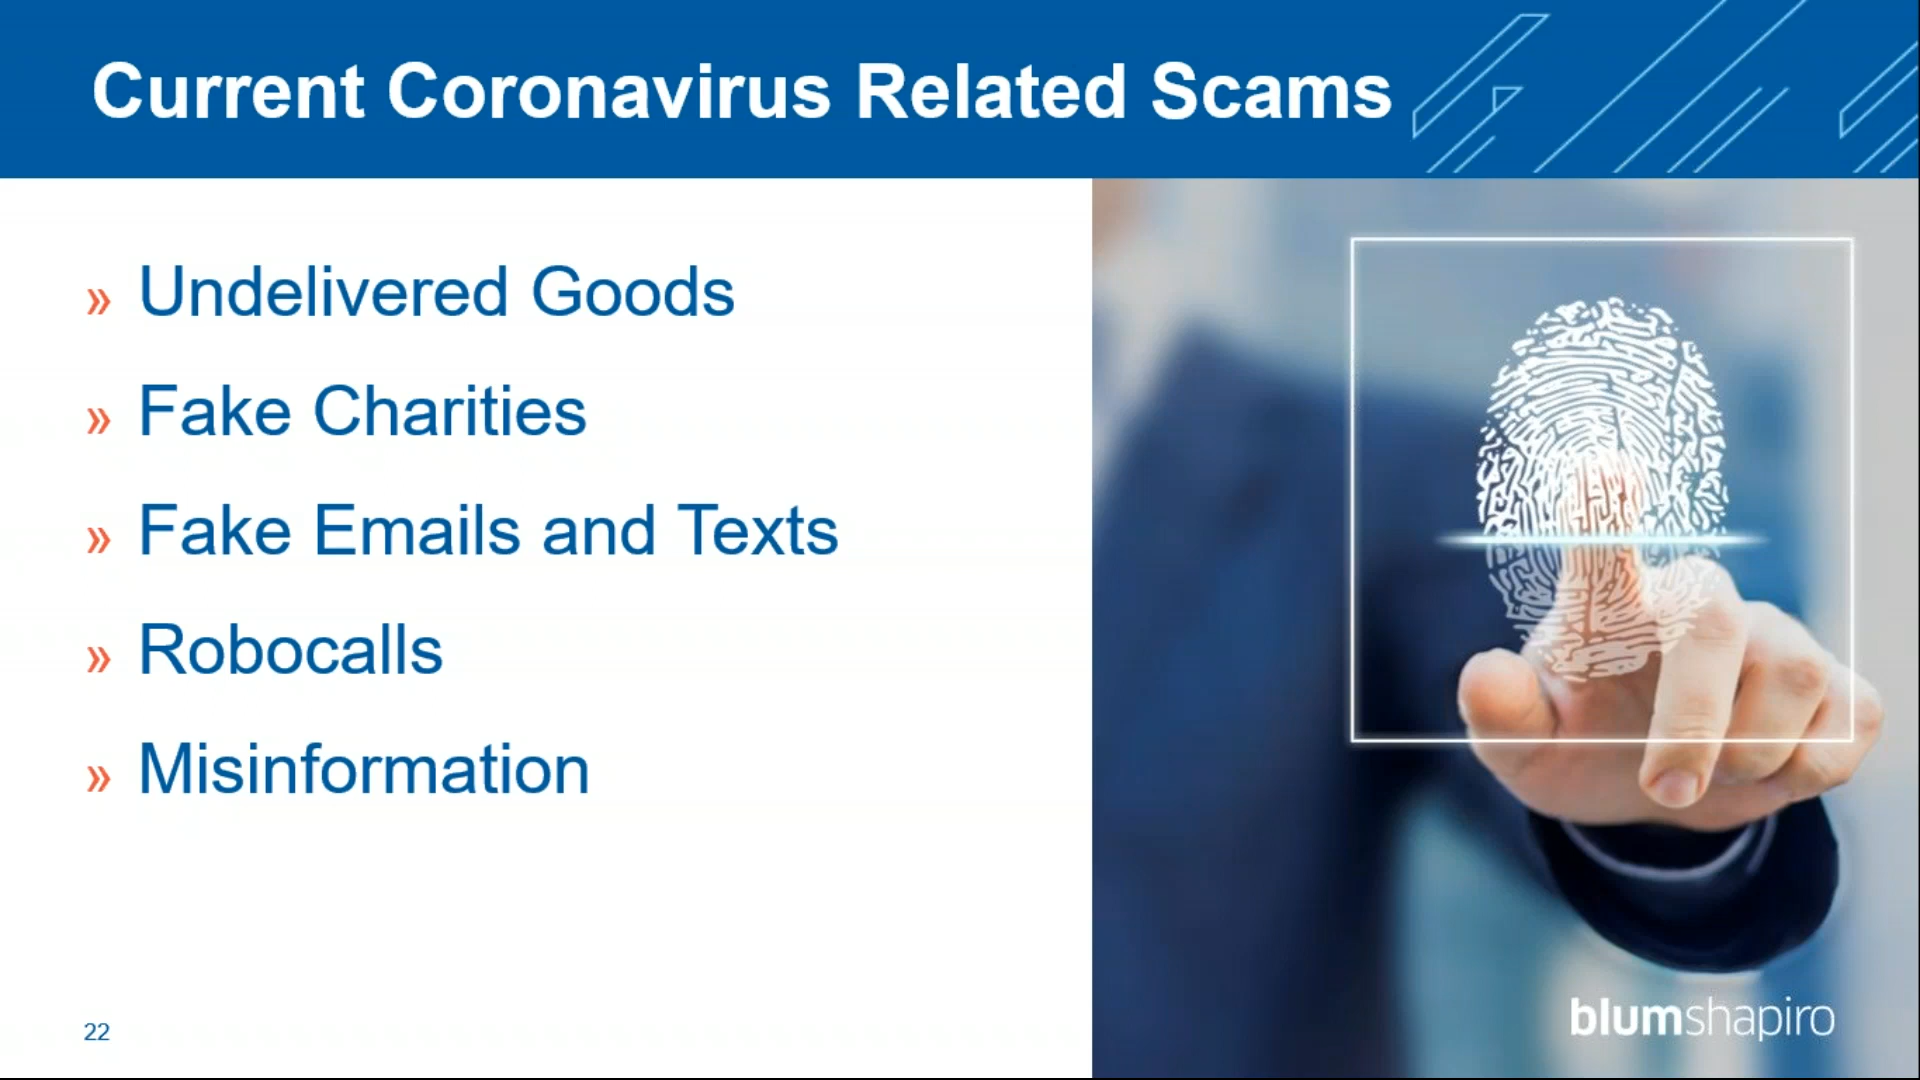 Current Coronavirus Related Scams
» Undelivered Goods
» Fake Charities
» Fake Emails and Texts
» Robocalls
» Misinformation
22
blumshapiro